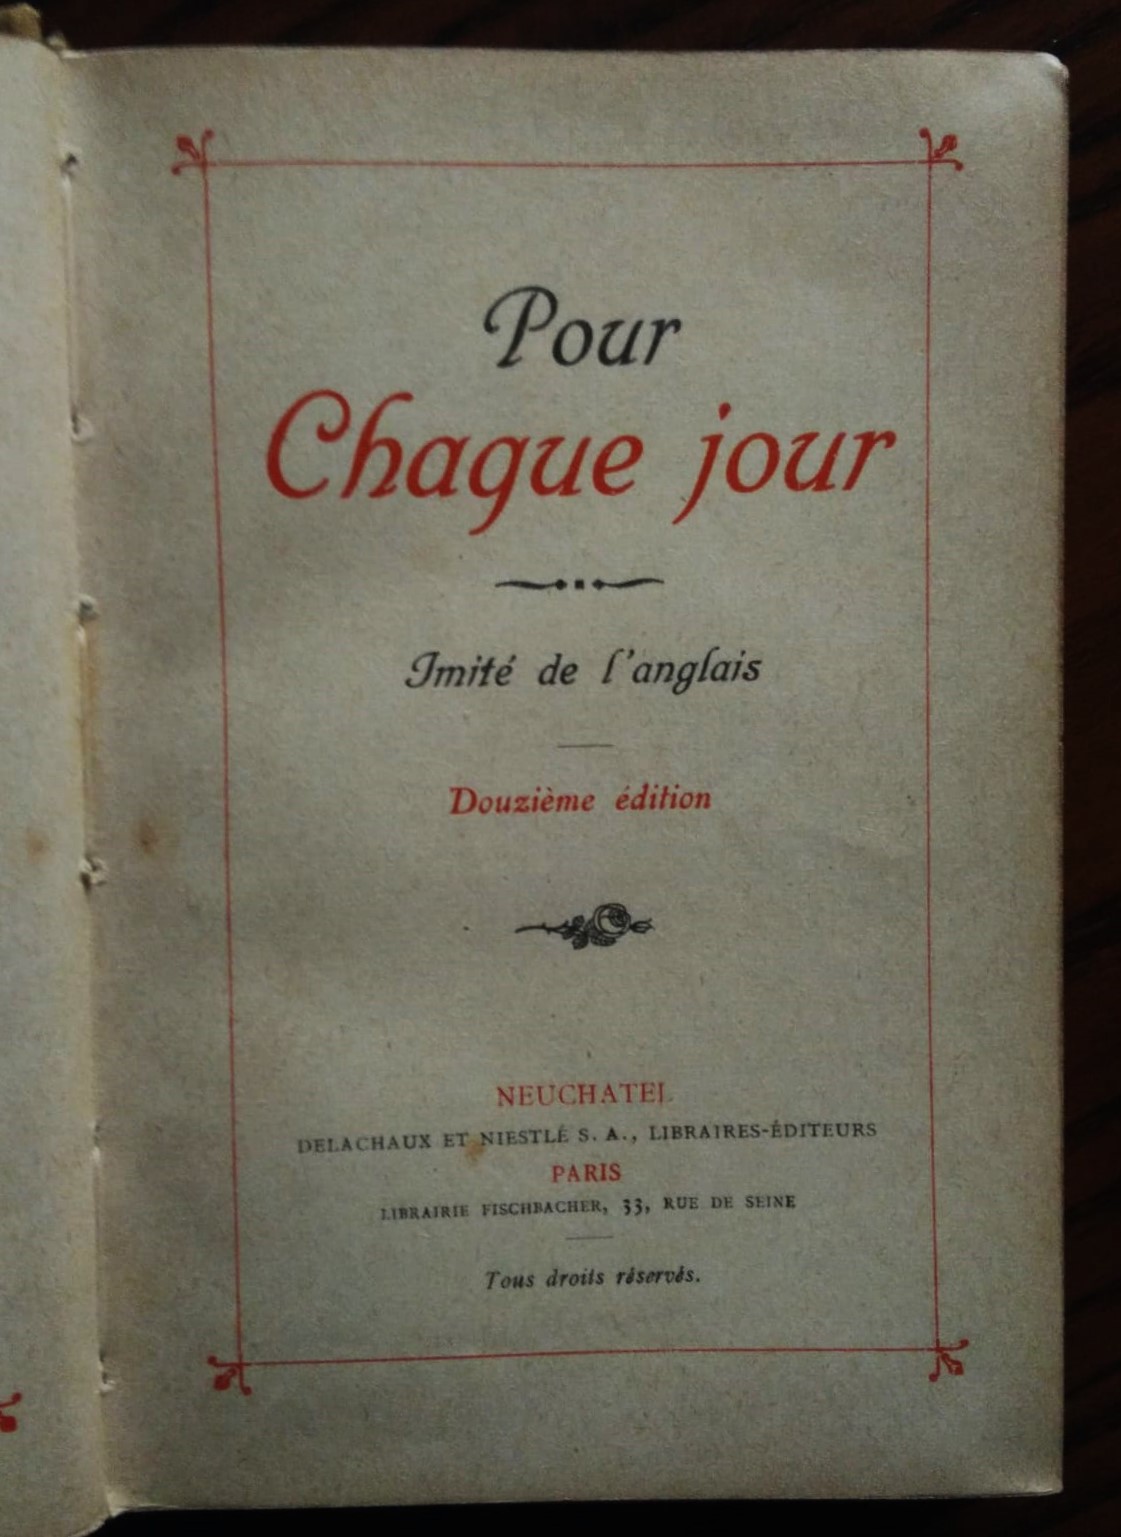 Pour
Chaque jour
Imité de l'anglais
Douzième édition
NEUCHATEL
DELACHAUX ET NIESTLÉ S. A., LIBRAIRES-ÉDITEURS
PARIS
LIBRAIRIE FISCHBACHER, 33, RUE DE SEINE
Tous droits réservés.